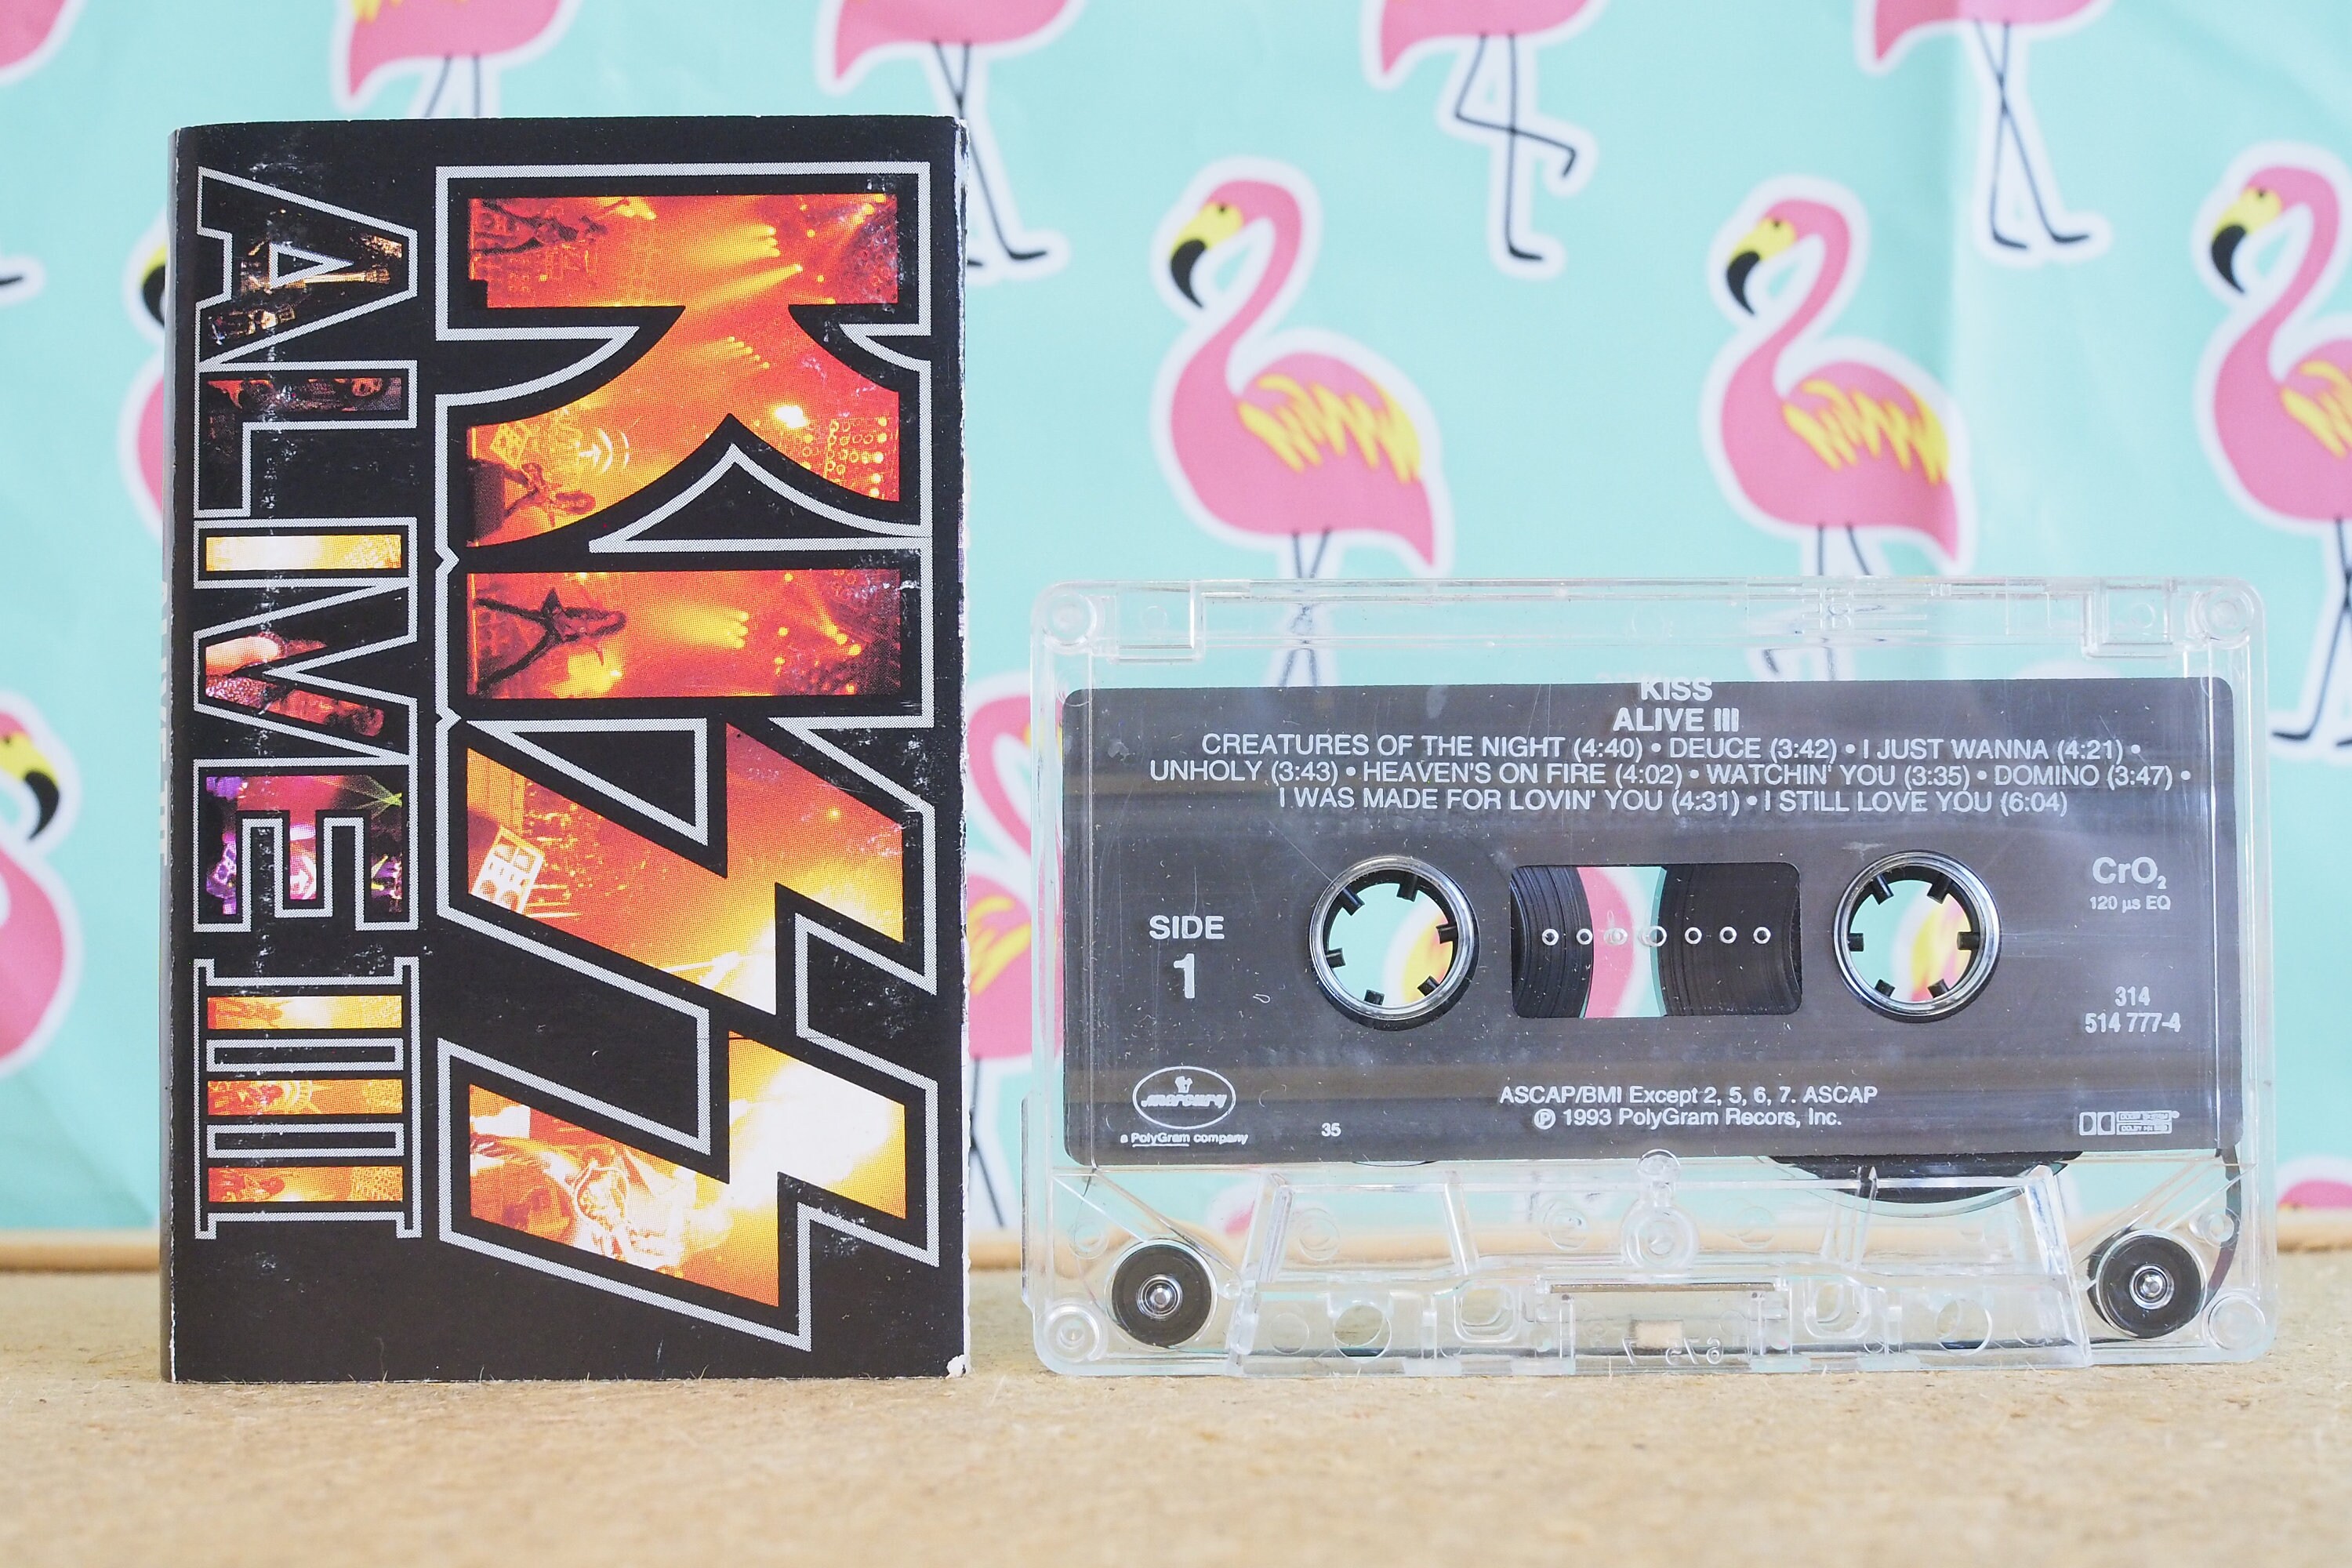 KISS
ALIVE III
KISS
ALIVE III
CREATURES OF THE NIGHT (4:40) • DEUCE (3:42) • I JUST WANNA (4:21) •
UNHOLY (3:43) • HEAVEN'S ON FIRE (4:02) • WATCHIN' YOU (3:35) • DOMINO (3:47) •
I WAS MADE FOR LOVIN' YOU (4:31) • I STILL LOVE YOU (6:04)
CrO₂
120 µs EQ
SIDE
1
314
514 777-4
mercury
a PolyGram company
35
ASCAP/BMI Except 2, 5, 6, 7. ASCAP
℗ 1993 PolyGram Recors, Inc.